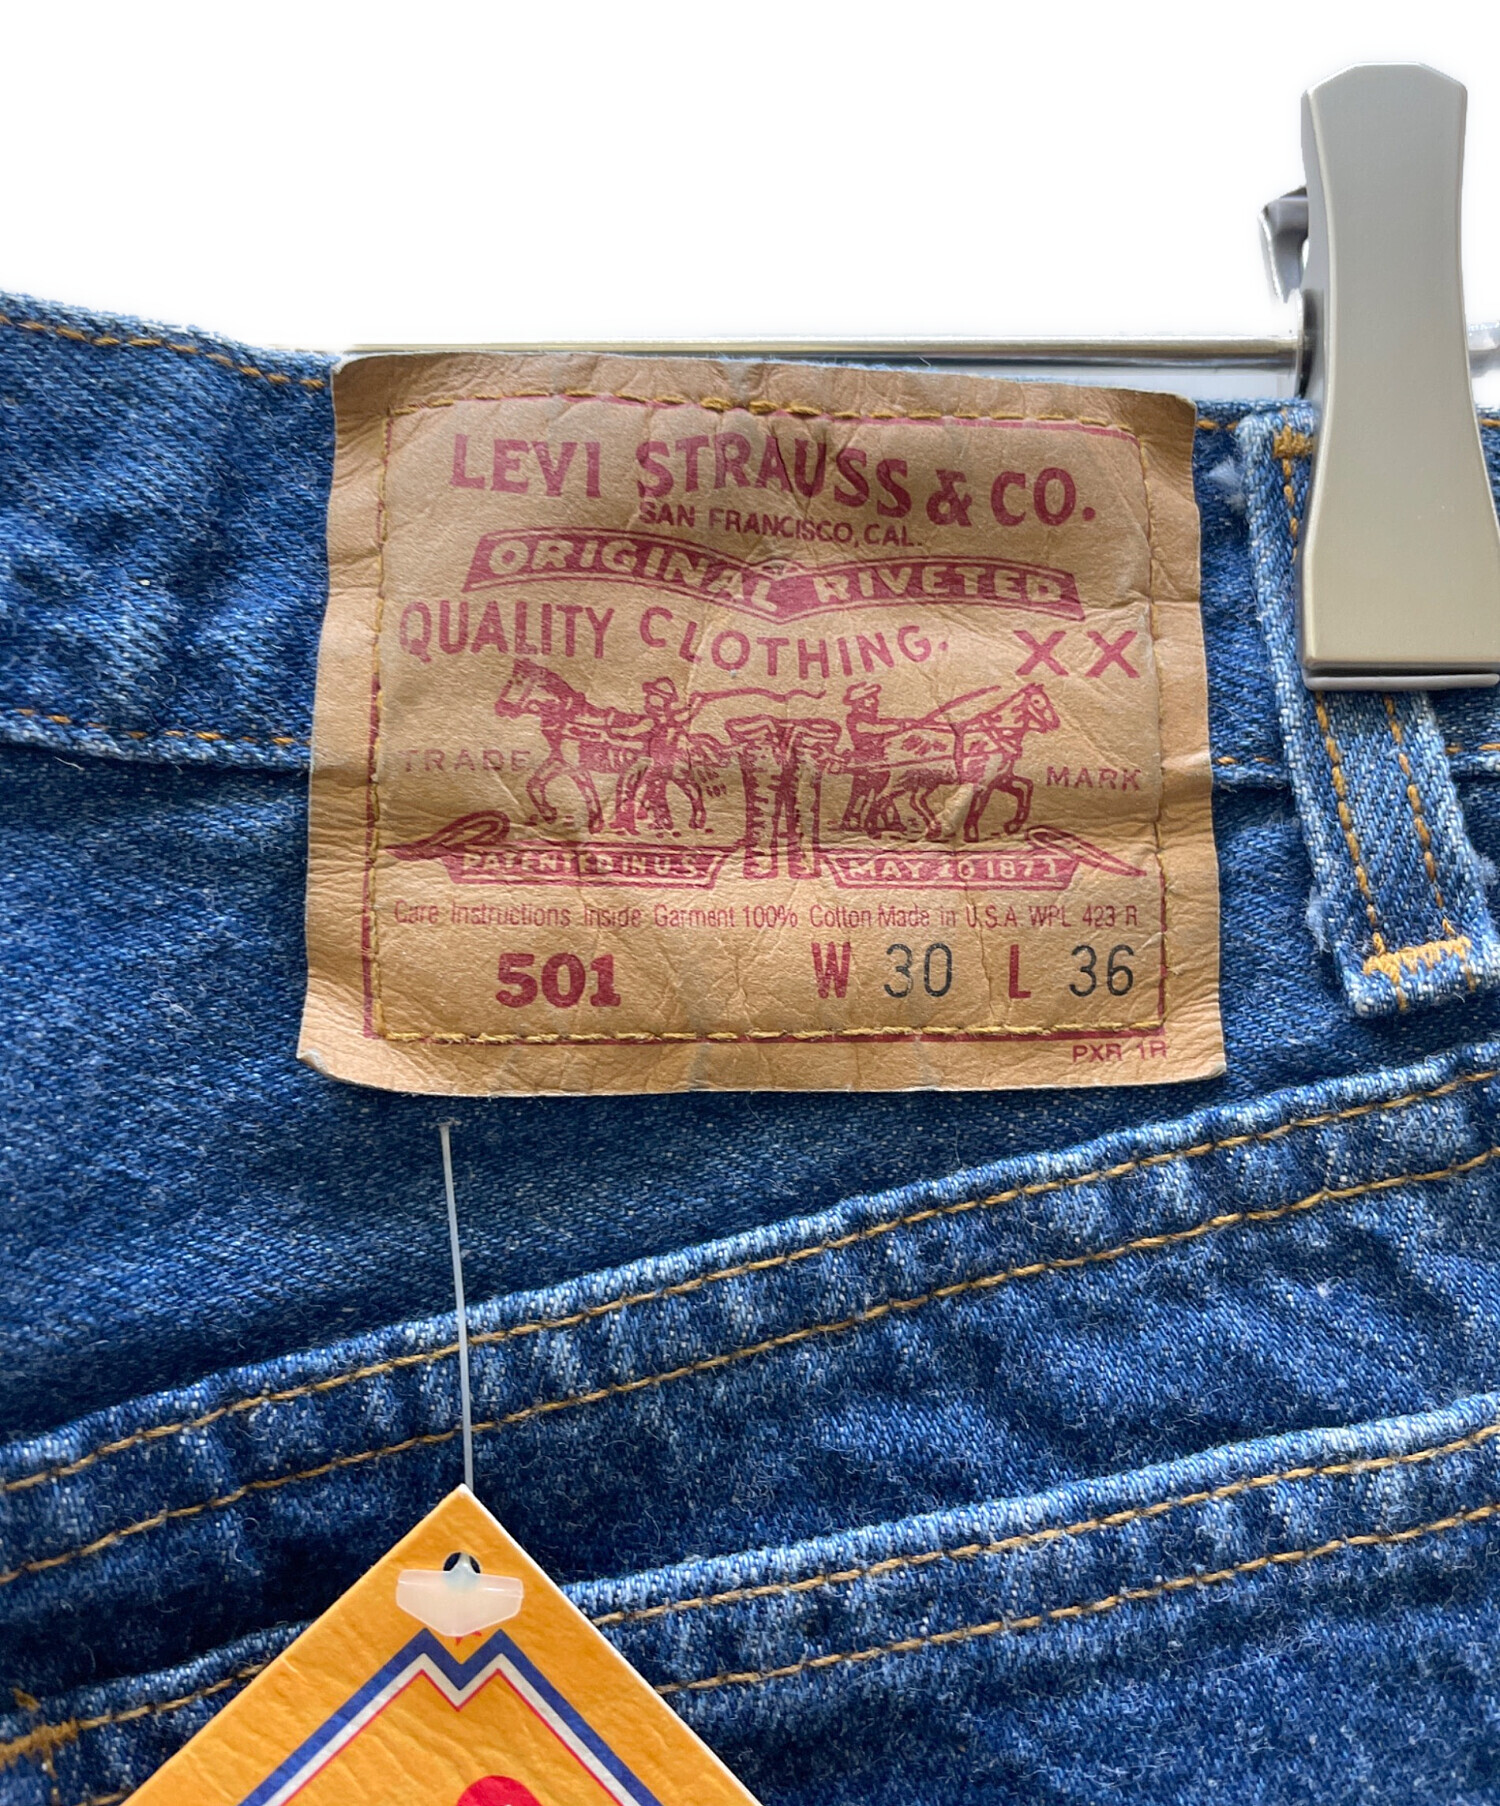 LEVI STRAUSS & CO.
SAN FRANCISCO, CAL.
ORIGINAL RIVETED
QUALITY CLOTHING. XX
TRADE MARK
PATENTED IN U.S. MAY 20 1873
Care Instructions Inside Garment 100% Cotton Made in U.S.A. WPL 423 R
501 W 30 L 36
PXR 1R